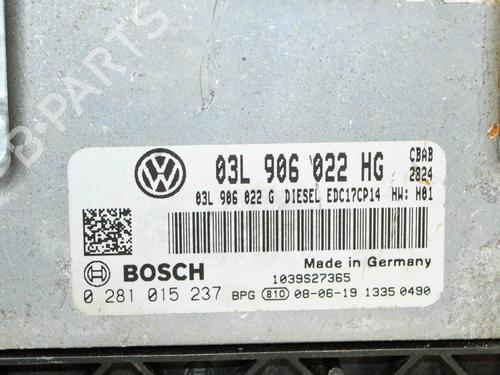 B-PARTS
VW
03L 906 022 HG CBAB
2824
03L 906 022 G DIESEL EDC17CP14 HW: H01
Made in Germany
BOSCH
1039S27365
0 281 015 237 BPG 810 08-06-19 1335 0490